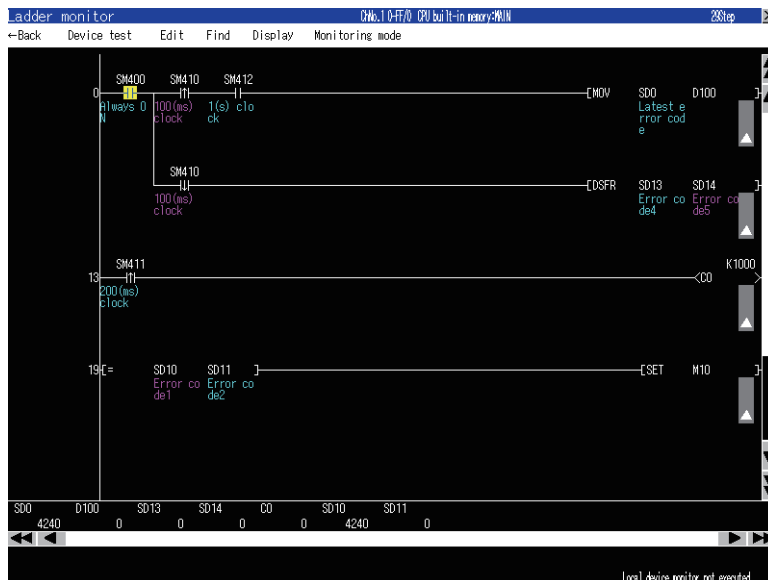 Ladder monitor ChNo.1 0-FF/0 CPU built-in memory:MAIN 29Step
←Back Device test Edit Find Display Monitoring mode
SM400 SM410 SM412
0 [MOV SD0 D100 ]
Always O 100(ms) 1(s) clo Latest e
N clock ck rror cod
e
SM410
[DSFR SD13 SD14 ]
100(ms) Error co Error co
clock de4 de5
SM411 K1000
13 <C0 >
200(ms)
clock
19 [= SD10 SD11 ] [SET M10 ]
Error co Error co
de1 de2
SD0 D100 SD13 SD14 C0 SD10 SD11
4240 0 0 0 0 4240 0
Local device monitor not executed